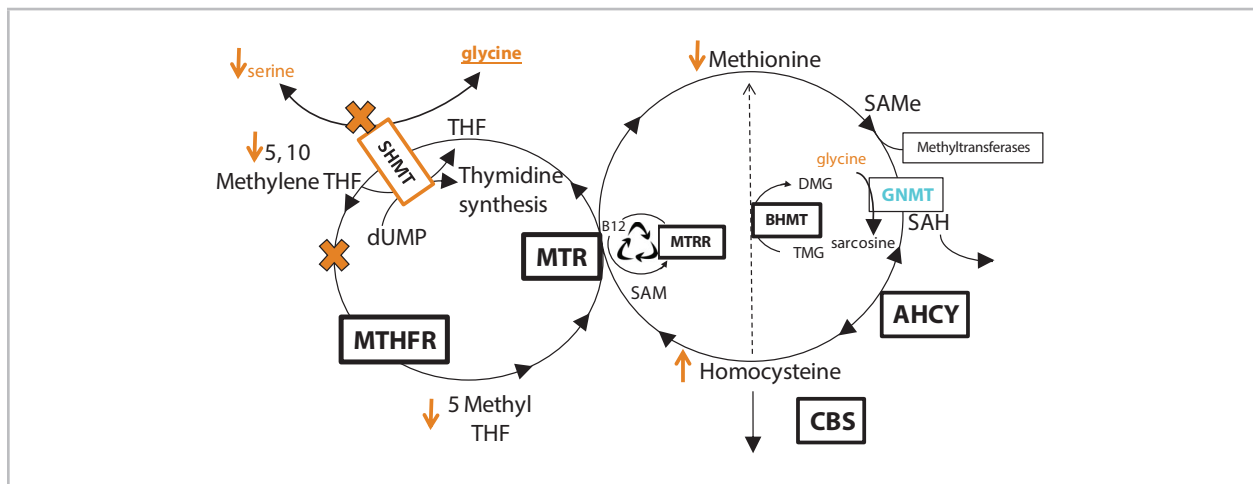 glycine
serine
Methionine
SAMe
THF
SHMT
Methyltransferases
5, 10
Methylene THF
glycine
Thymidine
synthesis
DMG
GNMT
dUMP
B12
MTRR
BHMT
SAH
MTR
TMG
sarcosine
SAM
AHCY
MTHFR
Homocysteine
5 Methyl
THF
CBS